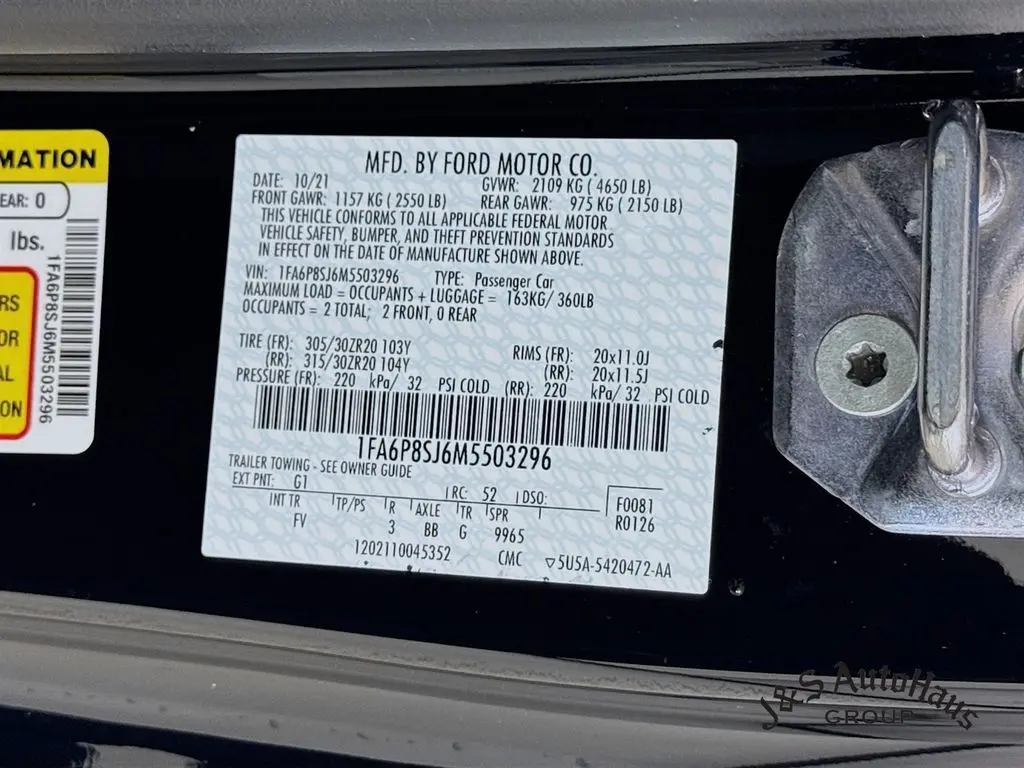 MATION
EAR: 0
lbs.
RS
OR
AL
ON
1FA6P8SJ6M5503296
MFD. BY FORD MOTOR CO.
DATE: 10/21 GVWR: 2109 KG ( 4650 LB)
FRONT GAWR: 1157 KG ( 2550 LB) REAR GAWR: 975 KG ( 2150 LB)
THIS VEHICLE CONFORMS TO ALL APPLICABLE FEDERAL MOTOR
VEHICLE SAFETY, BUMPER, AND THEFT PREVENTION STANDARDS
IN EFFECT ON THE DATE OF MANUFACTURE SHOWN ABOVE.
VIN: 1FA6P8SJ6M5503296 TYPE: Passenger Car
MAXIMUM LOAD = OCCUPANTS + LUGGAGE = 163KG/ 360LB
OCCUPANTS = 2 TOTAL; 2 FRONT, 0 REAR
TIRE (FR): 305/30ZR20 103Y RIMS (FR): 20x11.0J
(RR): 315/30ZR20 104Y (RR): 20x11.5J
PRESSURE (FR): 220 kPa/ 32 PSI COLD (RR): 220 kPa/ 32 PSI COLD
1FA6P8SJ6M5503296
TRAILER TOWING - SEE OWNER GUIDE
EXT PNT: G1 RC: 52 DSO: F0081
INT TR TP/PS R AXLE TR SPR R0126
FV 3 BB G 9965
1202110045352 CMC ▽5U5A-5420472-AA
J&S AutoHaus
GROUP